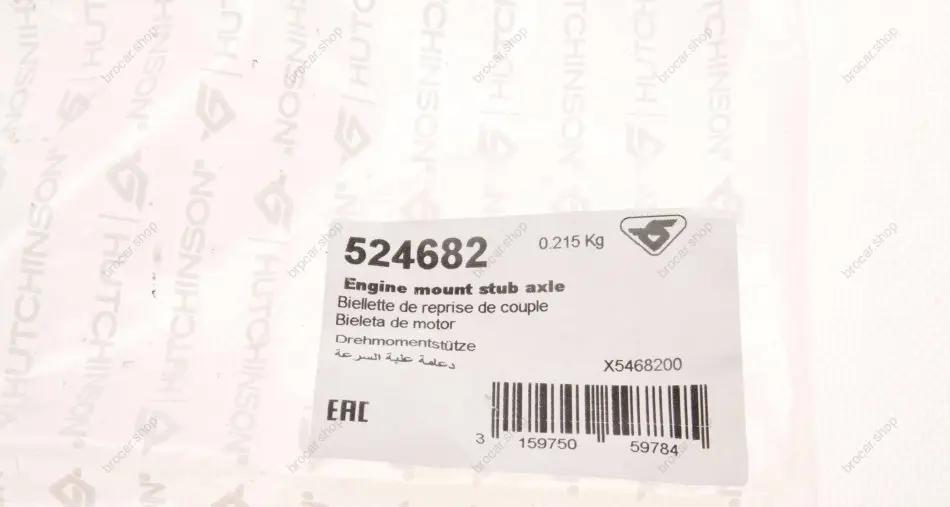 HUTCHINSON
524682
0.215 Kg
Engine mount stub axle
Biellette de reprise de couple
Bieleta de motor
Drehmomentstütze
دعامة علبة السرعة
X5468200
EAC
3 159750 59784
brocar.shop